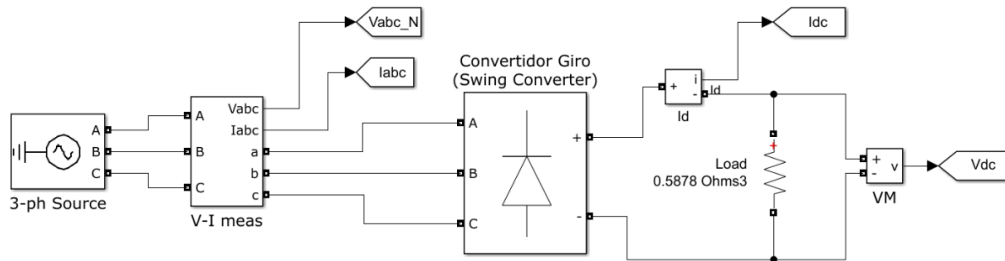 Vabc_N
Iabc
Idc
Convertidor Giro
(Swing Converter)
A
B
C
3-ph Source
A
B
C
Vabc
Iabc
a
b
c
V-I meas
A
B
C
+
-
+
i
-
Id
Id
+
Load
0.5878 Ohms3
+
-
v
VM
Vdc